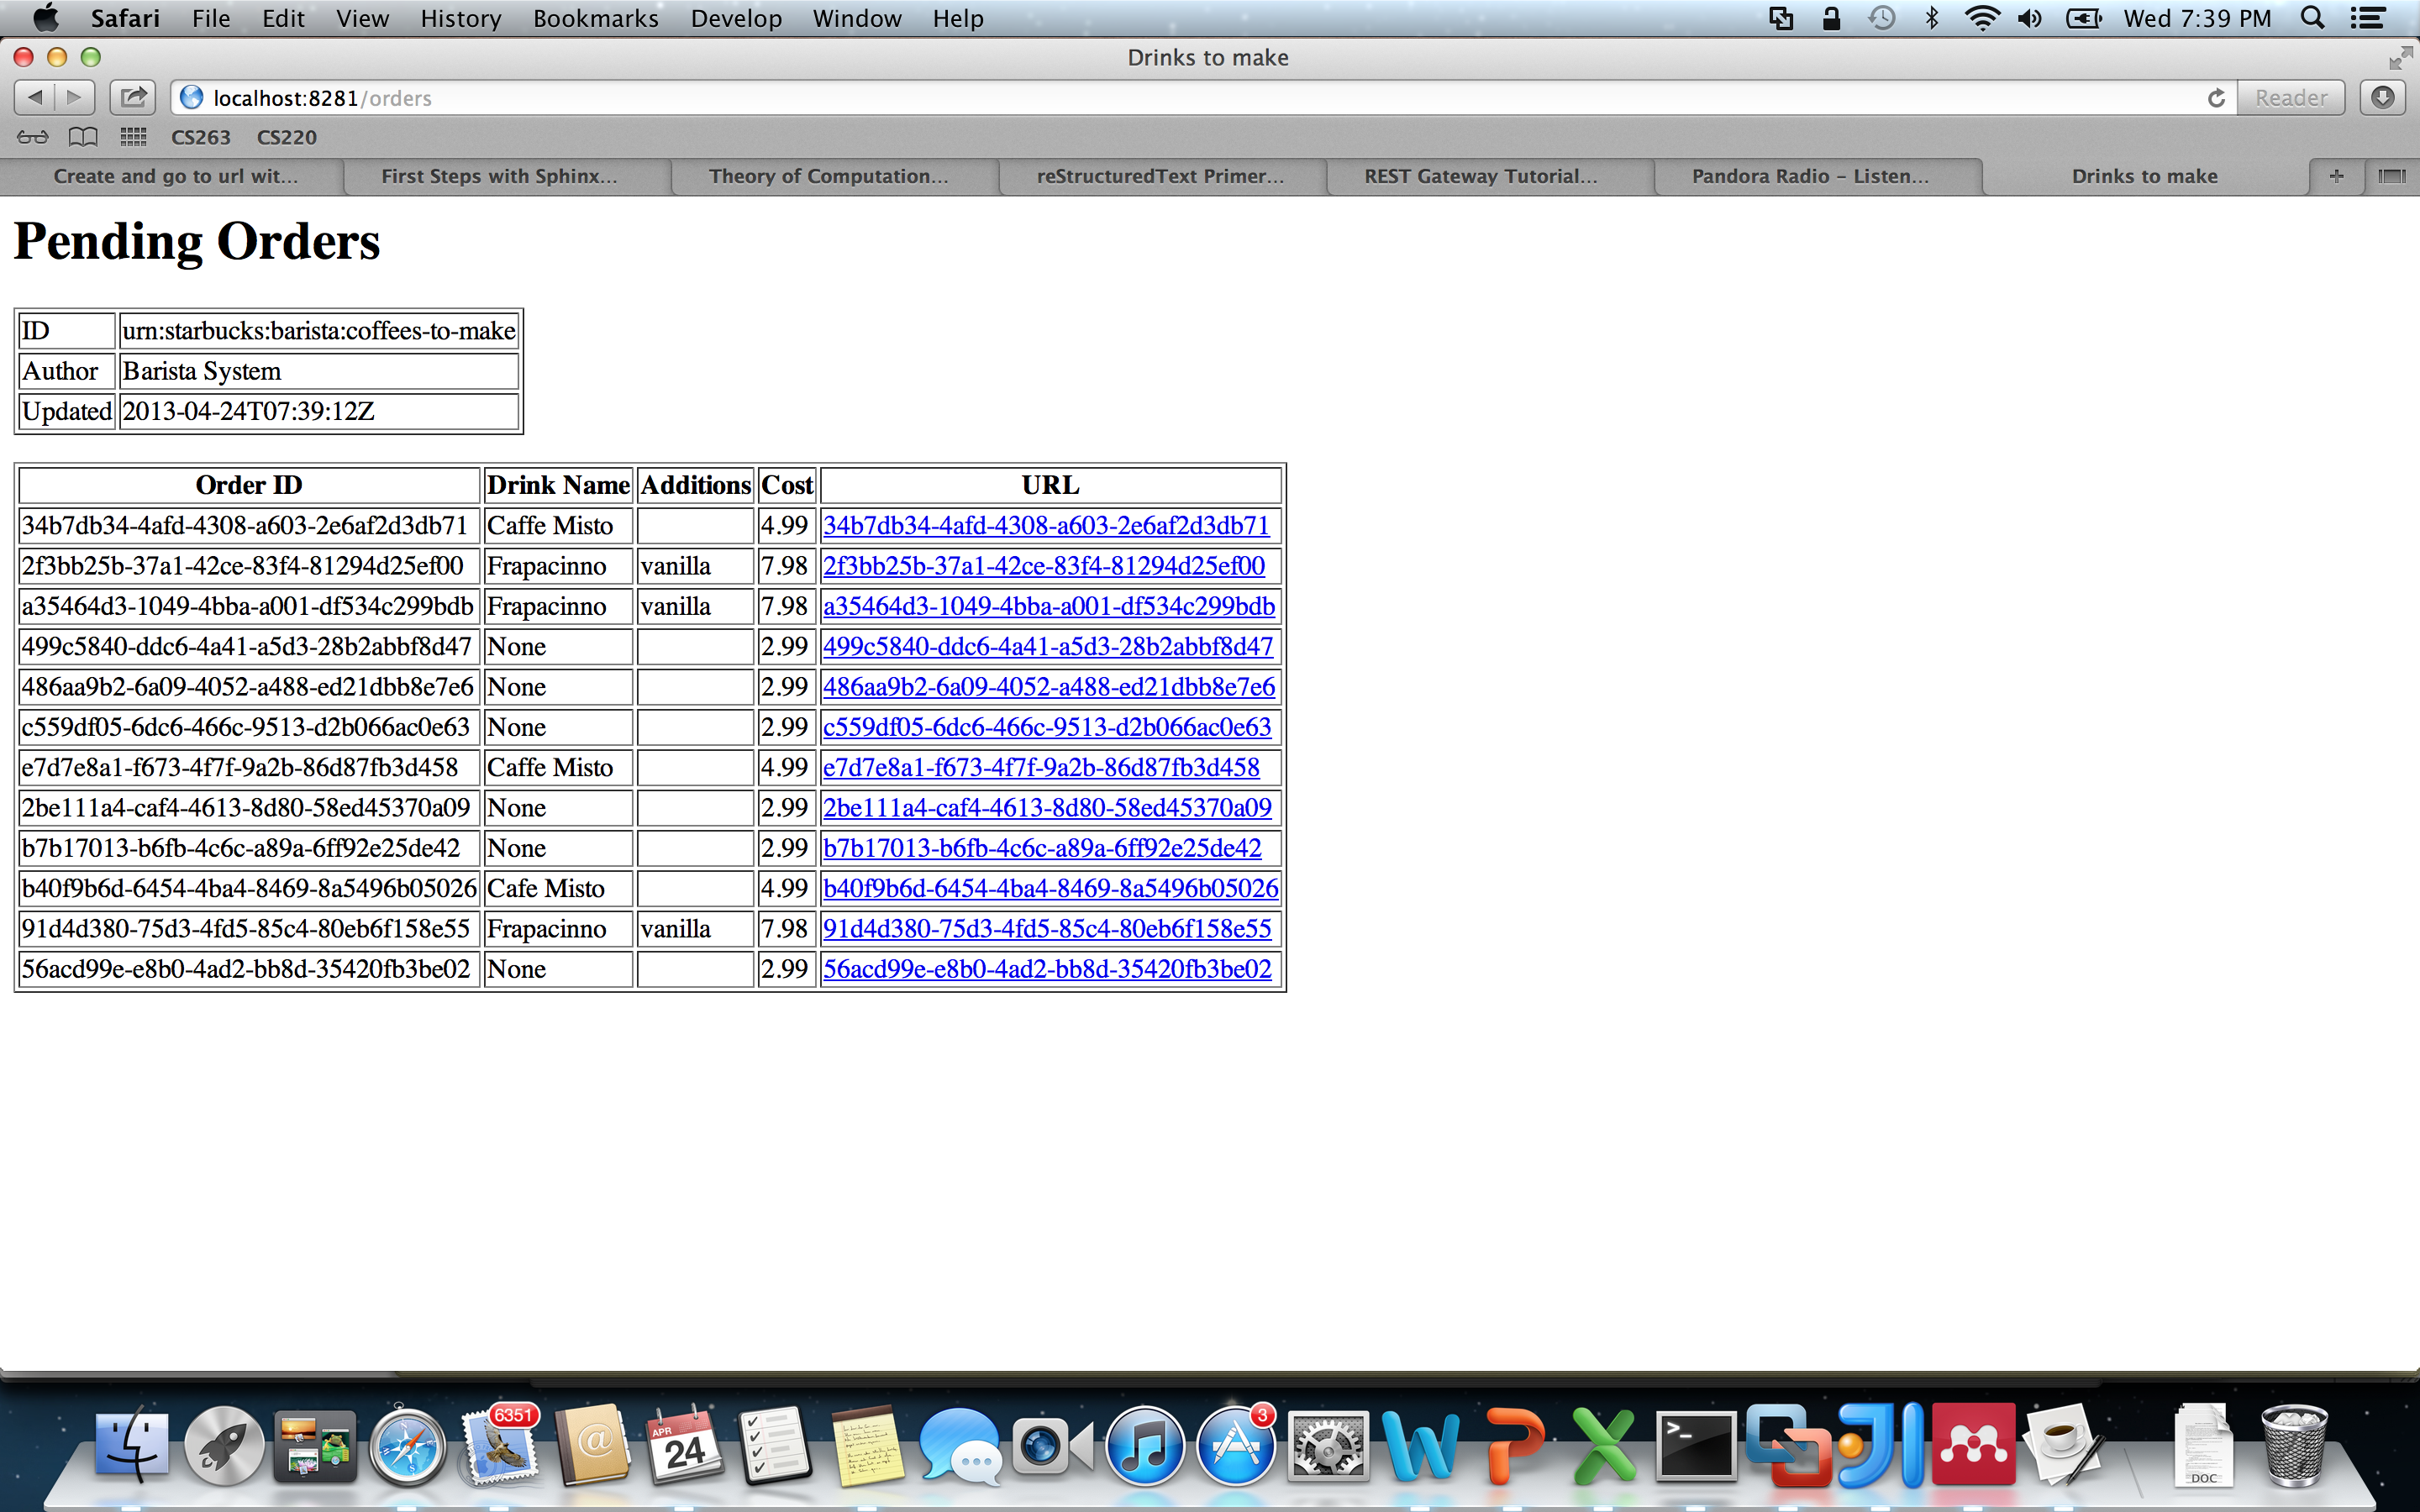 Safari File Edit View History Bookmarks Develop Window Help Wed 7:39 PM
Drinks to make
localhost:8281/orders Reader
CS263 CS220
Create and go to url wit... First Steps with Sphinx... Theory of Computation... reStructuredText Primer... REST Gateway Tutorial... Pandora Radio – Listen... Drinks to make
Pending Orders
ID urn:starbucks:barista:coffees-to-make
Author Barista System
Updated 2013-04-24T07:39:12Z
Order ID Drink Name Additions Cost URL
34b7db34-4afd-4308-a603-2e6af2d3db71 Caffe Misto 4.99 34b7db34-4afd-4308-a603-2e6af2d3db71
2f3bb25b-37a1-42ce-83f4-81294d25ef00 Frapacinno vanilla 7.98 2f3bb25b-37a1-42ce-83f4-81294d25ef00
a35464d3-1049-4bba-a001-df534c299bdb Frapacinno vanilla 7.98 a35464d3-1049-4bba-a001-df534c299bdb
499c5840-ddc6-4a41-a5d3-28b2abbf8d47 None 2.99 499c5840-ddc6-4a41-a5d3-28b2abbf8d47
486aa9b2-6a09-4052-a488-ed21dbb8e7e6 None 2.99 486aa9b2-6a09-4052-a488-ed21dbb8e7e6
c559df05-6dc6-466c-9513-d2b066ac0e63 None 2.99 c559df05-6dc6-466c-9513-d2b066ac0e63
e7d7e8a1-f673-4f7f-9a2b-86d87fb3d458 Caffe Misto 4.99 e7d7e8a1-f673-4f7f-9a2b-86d87fb3d458
2be111a4-caf4-4613-8d80-58ed45370a09 None 2.99 2be111a4-caf4-4613-8d80-58ed45370a09
b7b17013-b6fb-4c6c-a89a-6ff92e25de42 None 2.99 b7b17013-b6fb-4c6c-a89a-6ff92e25de42
b40f9b6d-6454-4ba4-8469-8a5496b05026 Cafe Misto 4.99 b40f9b6d-6454-4ba4-8469-8a5496b05026
91d4d380-75d3-4fd5-85c4-80eb6f158e55 Frapacinno vanilla 7.98 91d4d380-75d3-4fd5-85c4-80eb6f158e55
56acd99e-e8b0-4ad2-bb8d-35420fb3be02 None 2.99 56acd99e-e8b0-4ad2-bb8d-35420fb3be02
6351 3
APR
24
DOC